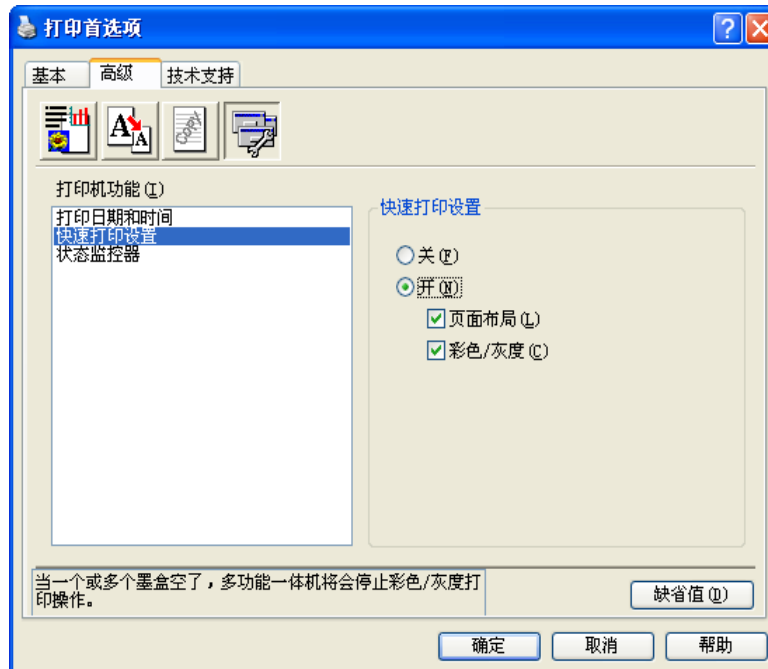 打印首选项
基本 高级 技术支持
打印机功能(I)
打印日期和时间
快速打印设置
状态监控器
快速打印设置
关(F)
开(N)
页面布局(L)
彩色/灰度(C)
当一个或多个墨盒空了，多功能一体机将会停止彩色/灰度打
印操作。
缺省值(D)
确定 取消 帮助